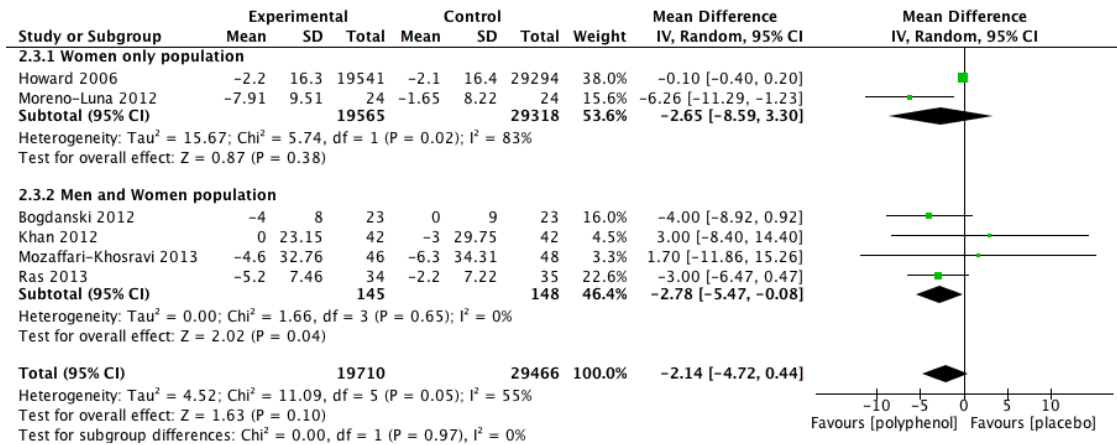 Experimental Control Mean Difference Mean Difference
Study or Subgroup Mean SD Total Mean SD Total Weight IV, Random, 95% CI IV, Random, 95% CI
2.3.1 Women only population
Howard 2006 -2.2 16.3 19541 -2.1 16.4 29294 38.0% -0.10 [-0.40, 0.20]
Moreno-Luna 2012 -7.91 9.51 24 -1.65 8.22 24 15.6% -6.26 [-11.29, -1.23]
Subtotal (95% CI) 19565 29318 53.6% -2.65 [-8.59, 3.30]
Heterogeneity: Tau² = 15.67; Chi² = 5.74, df = 1 (P = 0.02); I² = 83%
Test for overall effect: Z = 0.87 (P = 0.38)
2.3.2 Men and Women population
Bogdanski 2012 -4 8 23 0 9 23 16.0% -4.00 [-8.92, 0.92]
Khan 2012 0 23.15 42 -3 29.75 42 4.5% 3.00 [-8.40, 14.40]
Mozaffari-Khosravi 2013 -4.6 32.76 46 -6.3 34.31 48 3.3% 1.70 [-11.86, 15.26]
Ras 2013 -5.2 7.46 34 -2.2 7.22 35 22.6% -3.00 [-6.47, 0.47]
Subtotal (95% CI) 145 148 46.4% -2.78 [-5.47, -0.08]
Heterogeneity: Tau² = 0.00; Chi² = 1.66, df = 3 (P = 0.65); I² = 0%
Test for overall effect: Z = 2.02 (P = 0.04)
Total (95% CI) 19710 29466 100.0% -2.14 [-4.72, 0.44]
Heterogeneity: Tau² = 4.52; Chi² = 11.09, df = 5 (P = 0.05); I² = 55%
Test for overall effect: Z = 1.63 (P = 0.10)
Test for subgroup differences: Chi² = 0.00, df = 1 (P = 0.97), I² = 0%
-10 -5 0 5 10
Favours [polyphenol] Favours [placebo]